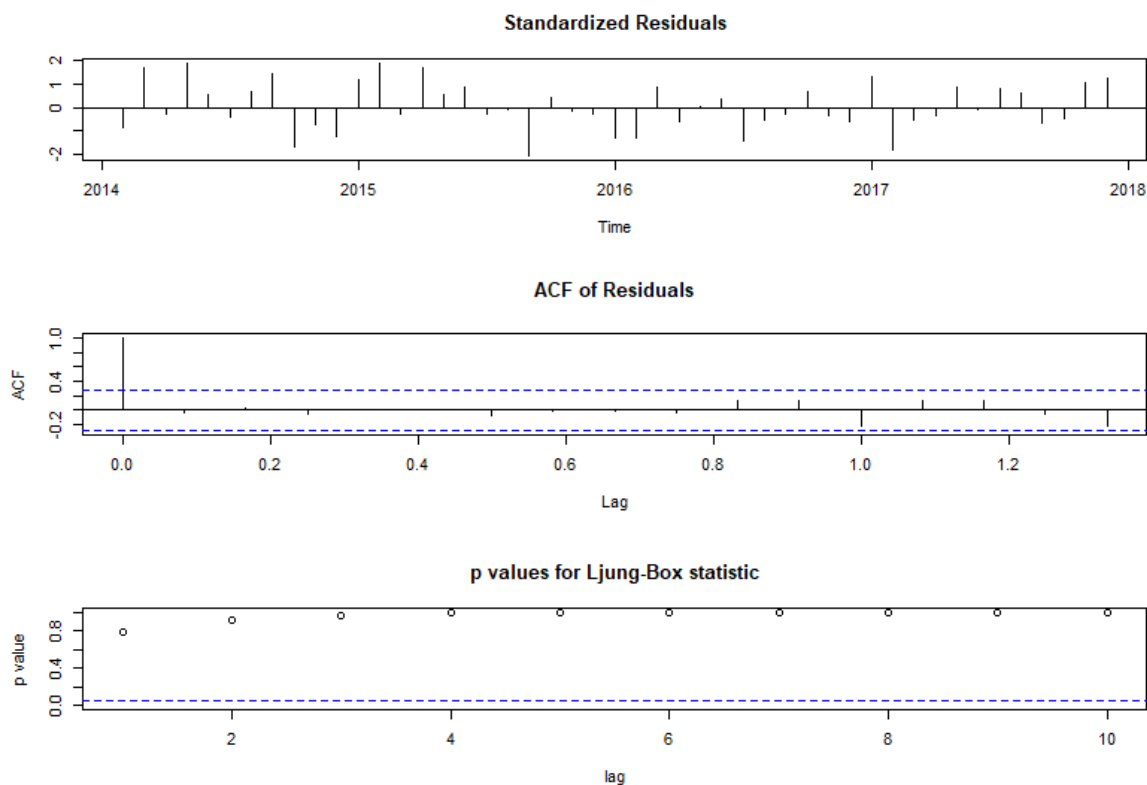 Standardized Residuals
2
1
0
-2
2014 2015 2016 2017 2018
Time
ACF of Residuals
ACF
1.0
0.4
-0.2
0.0 0.2 0.4 0.6 0.8 1.0 1.2
Lag
p values for Ljung-Box statistic
p value
0.8
0.4
0.0
2 4 6 8 10
lag